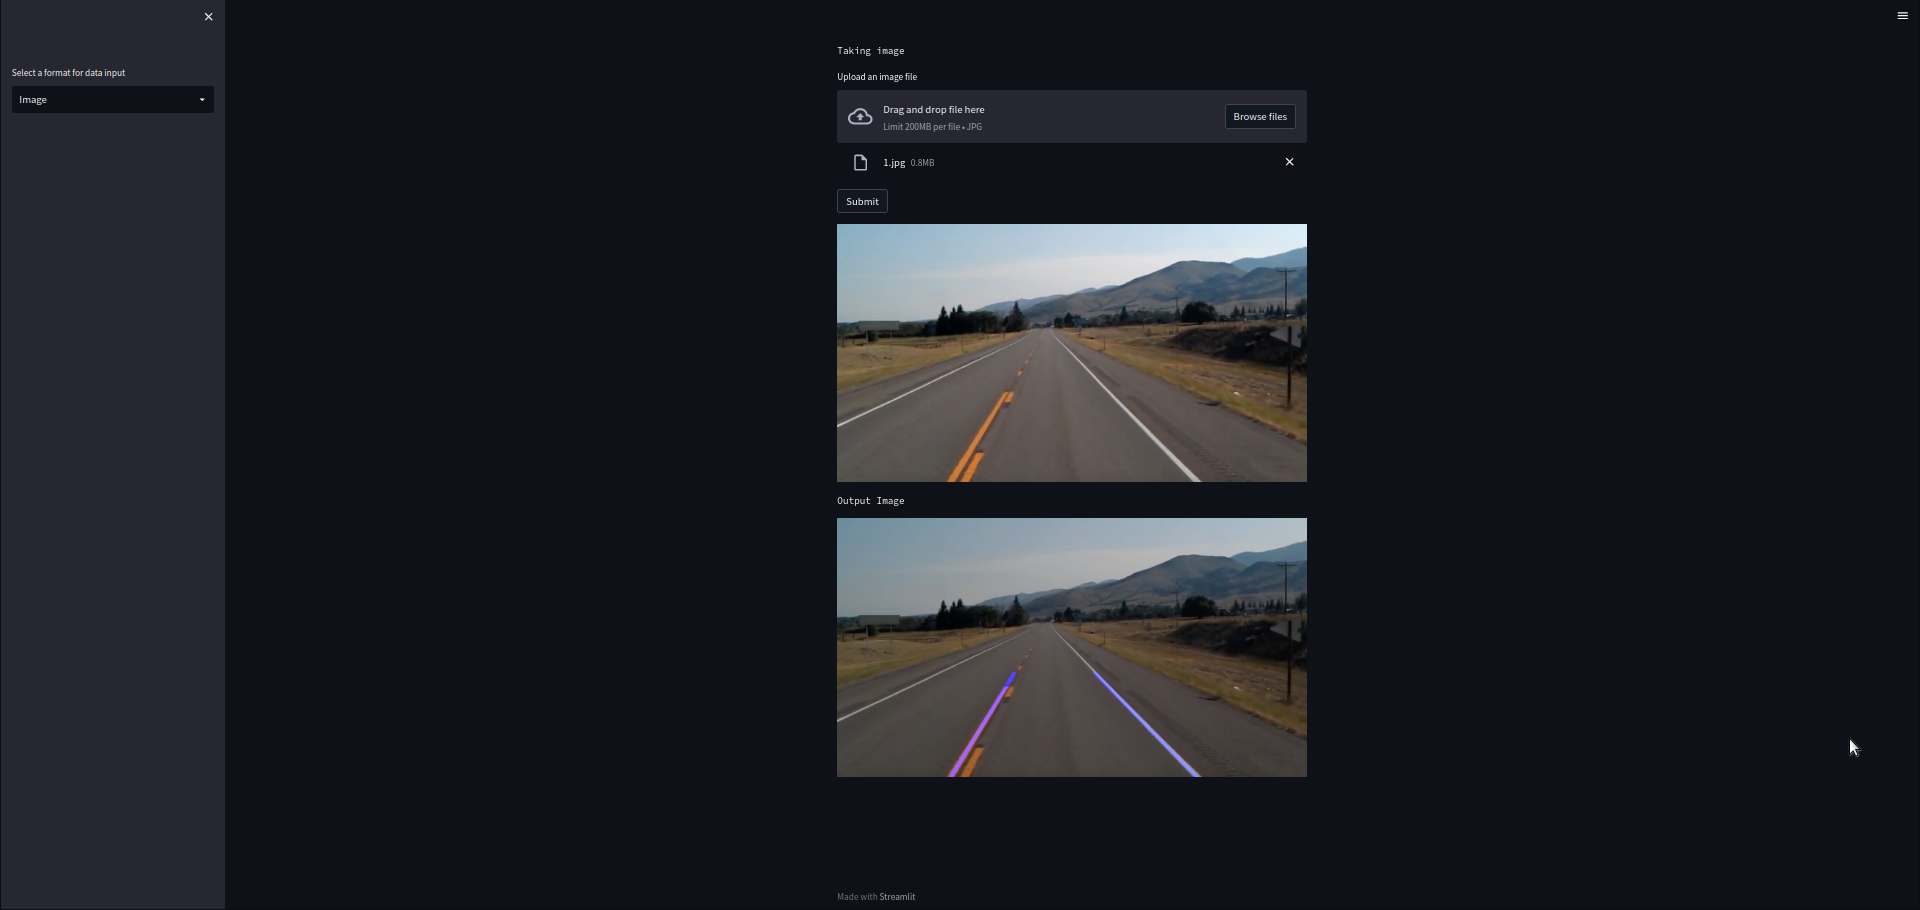 Select a format for data input
Image
Taking image
Upload an image file
Drag and drop file here
Limit 200MB per file • JPG
Browse files
1.jpg 0.8MB
Submit
Output Image
Made with Streamlit